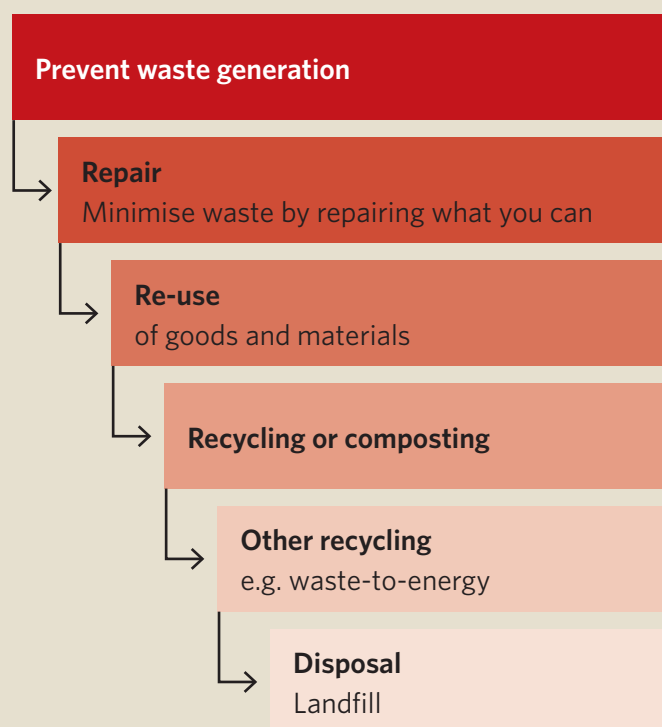 Prevent waste generation
Repair
Minimise waste by repairing what you can
Re-use
of goods and materials
Recycling or composting
Other recycling
e.g. waste-to-energy
Disposal
Landfill